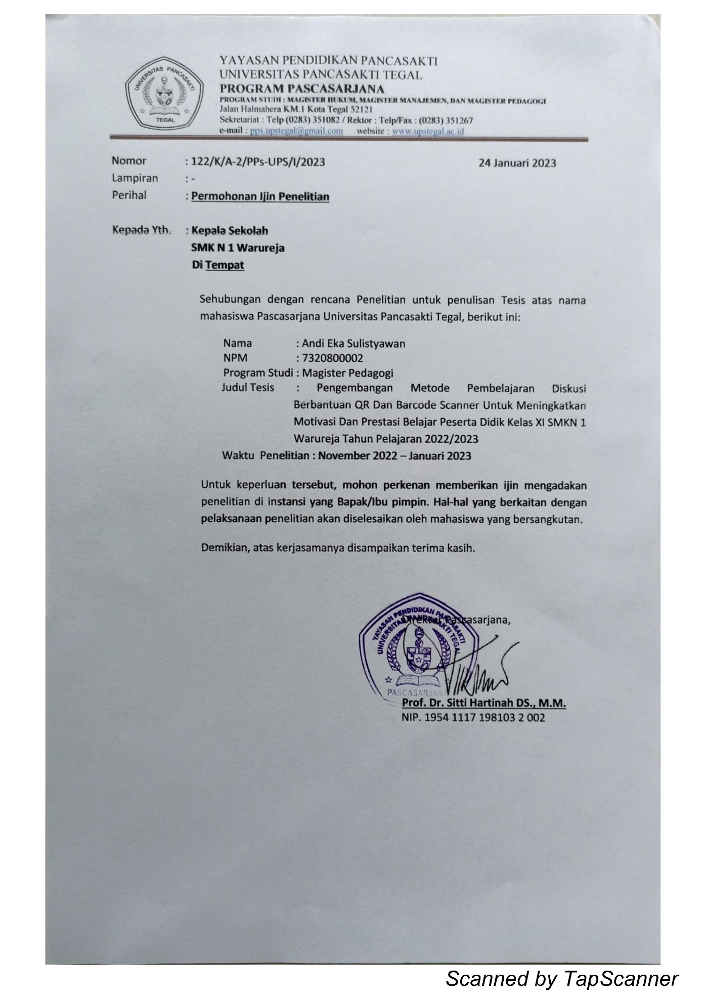 UNIVERSITAS PANCASAKTI
TEGAL
YAYASAN PENDIDIKAN PANCASAKTI
UNIVERSITAS PANCASAKTI TEGAL
PROGRAM PASCASARJANA
PROGRAM STUDI : MAGISTER HUKUM, MAGISTER MANAJEMEN, DAN MAGISTER PEDAGOGI
Jalan Halmahera KM.1 Kota Tegal 52121
Sekretariat : Telp (0283) 351082 / Rektor : Telp/Fax : (0283) 351267
e-mail : pps.upstegal@gmail.com website : www.upstegal.ac.id
Nomor : 122/K/A-2/PPs-UPS/I/2023 24 Januari 2023
Lampiran : -
Perihal : Permohonan Ijin Penelitian
Kepada Yth. : Kepala Sekolah
SMK N 1 Warureja
Di Tempat
Sehubungan dengan rencana Penelitian untuk penulisan Tesis atas nama
mahasiswa Pascasarjana Universitas Pancasakti Tegal, berikut ini:
Nama : Andi Eka Sulistyawan
NPM : 7320800002
Program Studi : Magister Pedagogi
Judul Tesis : Pengembangan Metode Pembelajaran Diskusi
Berbantuan QR Dan Barcode Scanner Untuk Meningkatkan
Motivasi Dan Prestasi Belajar Peserta Didik Kelas XI SMKN 1
Warureja Tahun Pelajaran 2022/2023
Waktu Penelitian : November 2022 – Januari 2023
Untuk keperluan tersebut, mohon perkenan memberikan ijin mengadakan
penelitian di instansi yang Bapak/Ibu pimpin. Hal-hal yang berkaitan dengan
pelaksanaan penelitian akan diselesaikan oleh mahasiswa yang bersangkutan.
Demikian, atas kerjasamanya disampaikan terima kasih.
Direktur Pascasarjana,
YAYASAN PENDIDIKAN PANCASAKTI
UNIVERSITAS PANCASAKTI TEGAL
PASCASARJANA
Prof. Dr. Sitti Hartinah DS., M.M.
NIP. 1954 1117 198103 2 002
Scanned by TapScanner